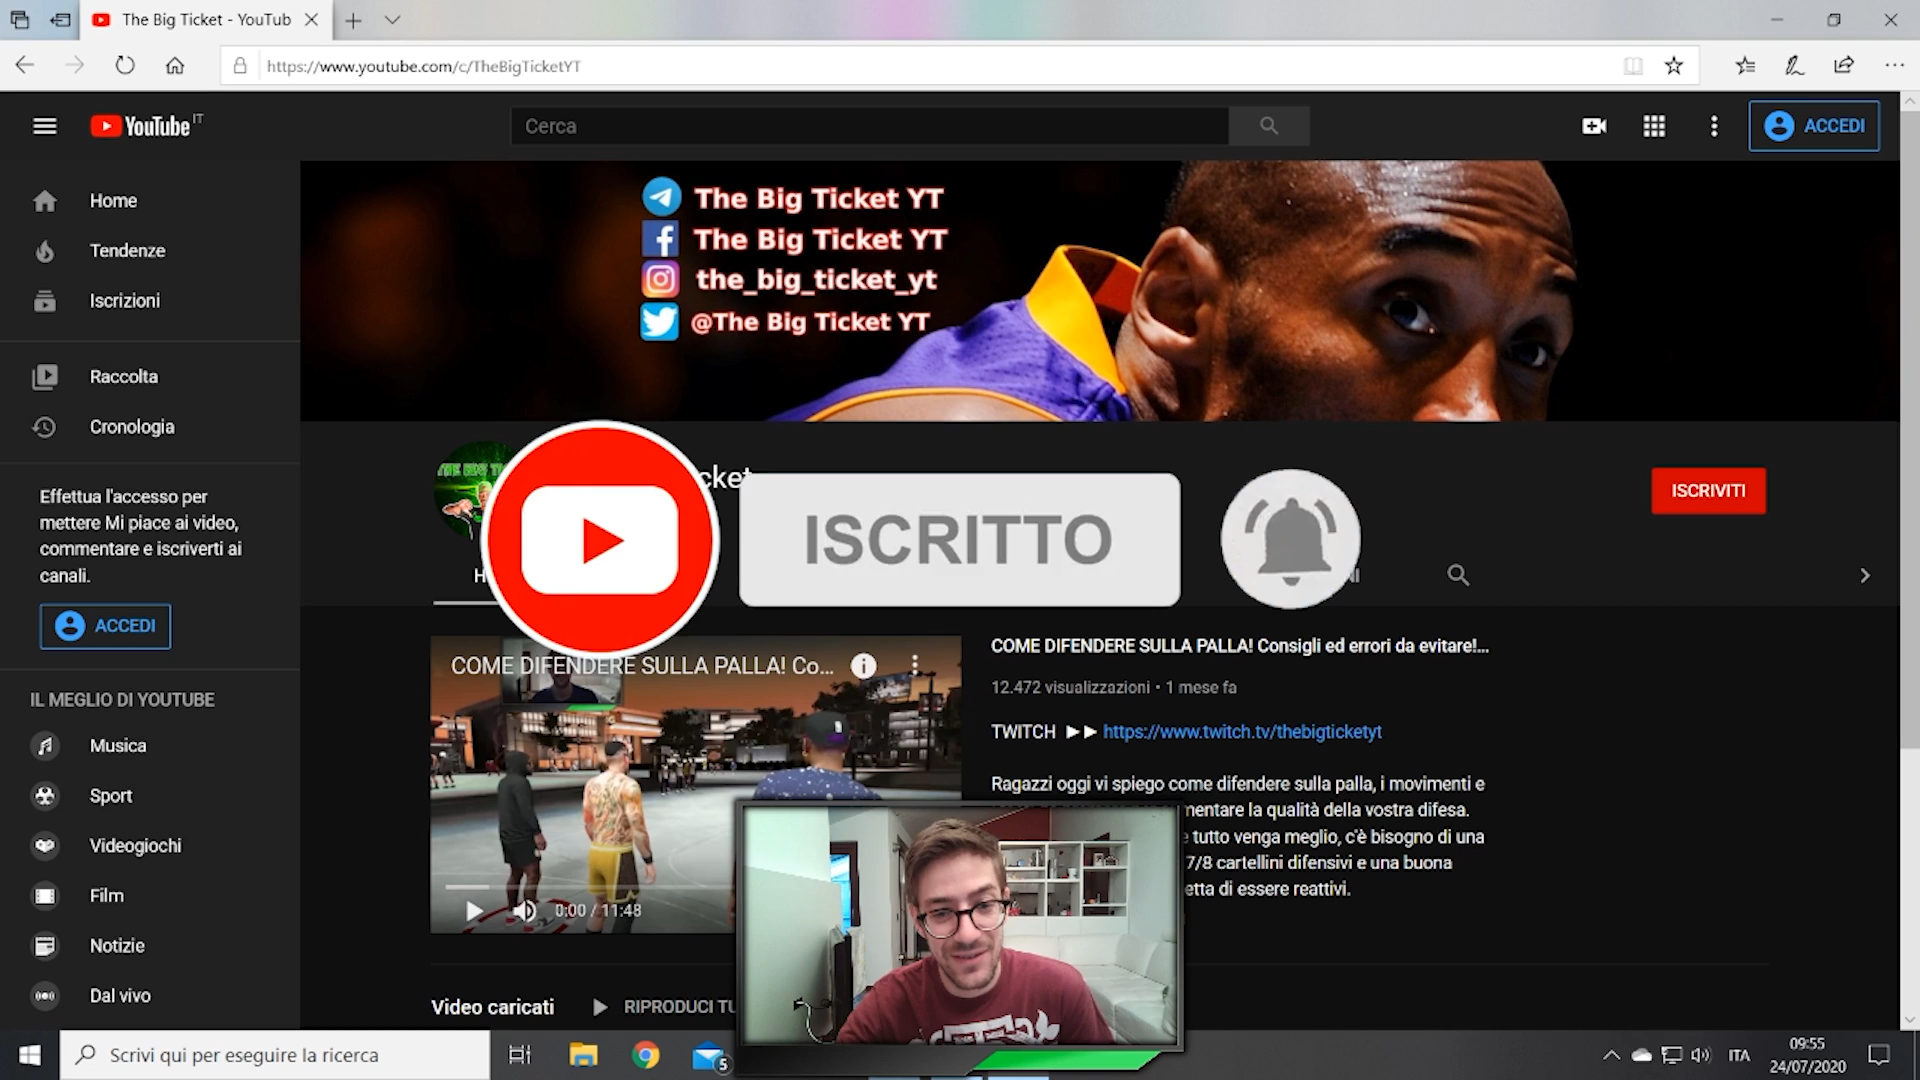 The Big Ticket - YouTub
https://www.youtube.com/c/TheBigTicketYT
YouTube IT
Cerca
ACCEDI
Home
Tendenze
Iscrizioni
Raccolta
Cronologia
Effettua l'accesso per
mettere Mi piace ai video,
commentare e iscriverti ai
canali.
ACCEDI
IL MEGLIO DI YOUTUBE
Musica
Sport
Videogiochi
Film
Notizie
Dal vivo
The Big Ticket YT
The Big Ticket YT
the_big_ticket_yt
@The Big Ticket YT
ISCRITTO
ISCRIVITI
COME DIFENDERE SULLA PALLA! Co...
0:00 / 11:48
COME DIFENDERE SULLA PALLA! Consigli ed errori da evitare!...
12.472 visualizzazioni • 1 mese fa
TWITCH ►► https://www.twitch.tv/thebigticketyt
Ragazzi oggi vi spiego come difendere sulla palla, i movimenti e
mentare la qualità della vostra difesa.
tutto venga meglio, c'è bisogno di una
7/8 cartellini difensivi e una buona
etta di essere reattivi.
Video caricati
RIPRODUCI TU
Scrivi qui per eseguire la ricerca
5
ITA
09:55
24/07/2020